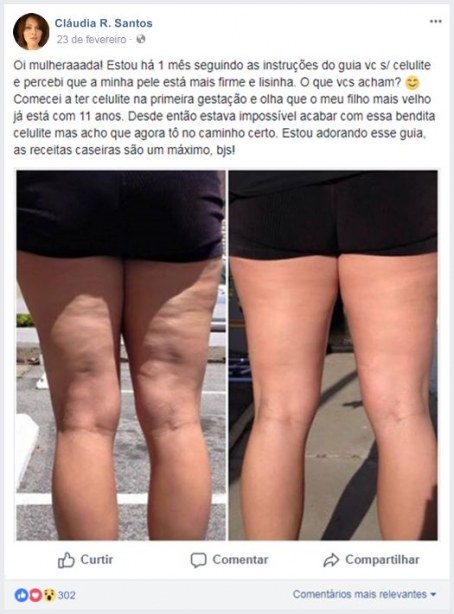 Cláudia R. Santos
23 de fevereiro ·
Oi mulheraaada! Estou há 1 mês seguindo as instruções do guia vc s/ celulite
e percebi que a minha pele está mais firme e lisinha. O que vcs acham? 😊
Comecei a ter celulite na primeira gestação e olha que o meu filho mais velho
já está com 11 anos. Desde então estava impossível acabar com essa bendita
celulite mas acho que agora tô no caminho certo. Estou adorando esse guia,
as receitas caseiras são um máximo, bjs!
Curtir Comentar Compartilhar
302 Comentários mais relevantes